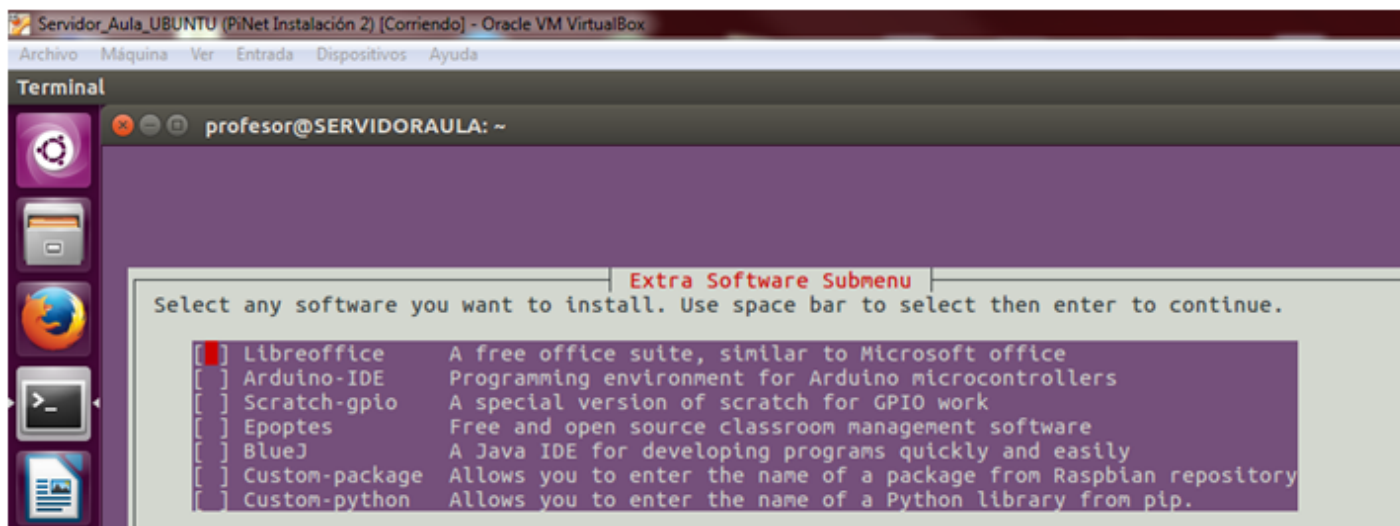 Servidor_Aula_UBUNTU (PiNet Instalación 2) [Corriendo] - Oracle VM VirtualBox
Archivo Máquina Ver Entrada Dispositivos Ayuda
Terminal
profesor@SERVIDORAULA: ~
Extra Software Submenu
Select any software you want to install. Use space bar to select then enter to continue.
[ ] Libreoffice A free office suite, similar to Microsoft office
[ ] Arduino-IDE Programming environment for Arduino microcontrollers
[ ] Scratch-gpio A special version of scratch for GPIO work
[ ] Epoptes Free and open source classroom management software
[ ] BlueJ A Java IDE for developing programs quickly and easily
[ ] Custom-package Allows you to enter the name of a package from Raspbian repository
[ ] Custom-python Allows you to enter the name of a Python library from pip.